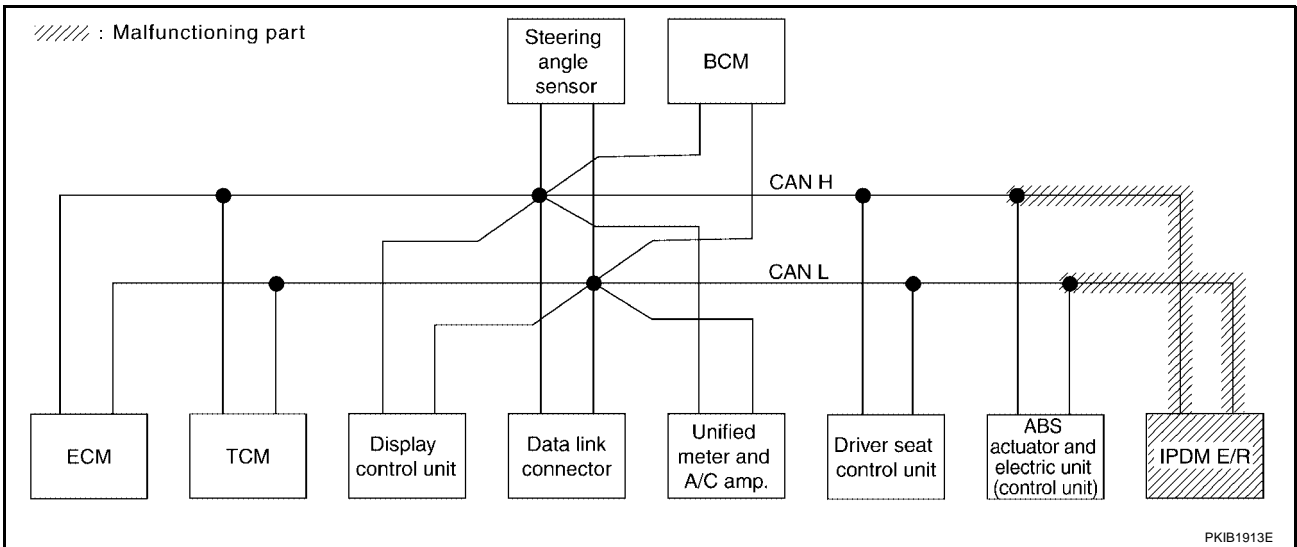 : Malfunctioning part
Steering
angle
sensor
BCM
CAN H
CAN L
ECM
TCM
Display
control unit
Data link
connector
Unified
meter and
A/C amp.
Driver seat
control unit
ABS
actuator and
electric unit
(control unit)
IPDM E/R
PKIB1913E